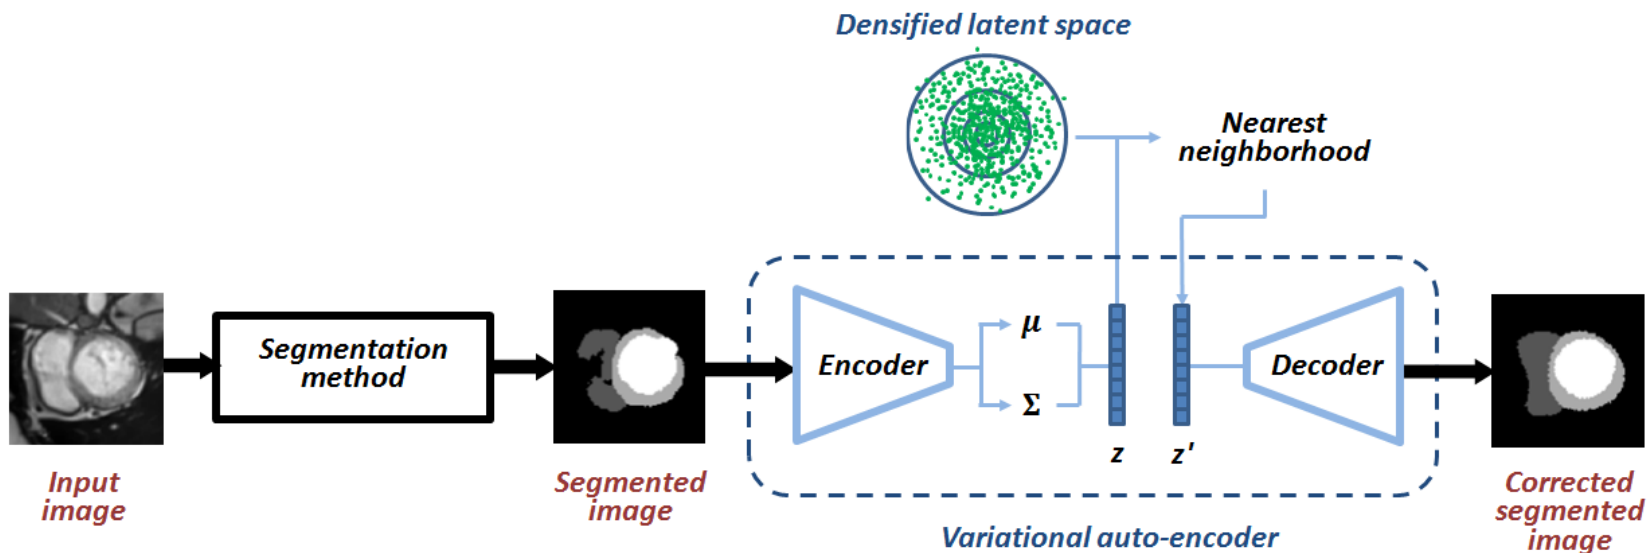 Densified latent space
Nearest
neighborhood
Segmentation
method
Encoder
μ
Σ
z
z'
Decoder
Input
image
Segmented
image
Variational auto-encoder
Corrected
segmented
image